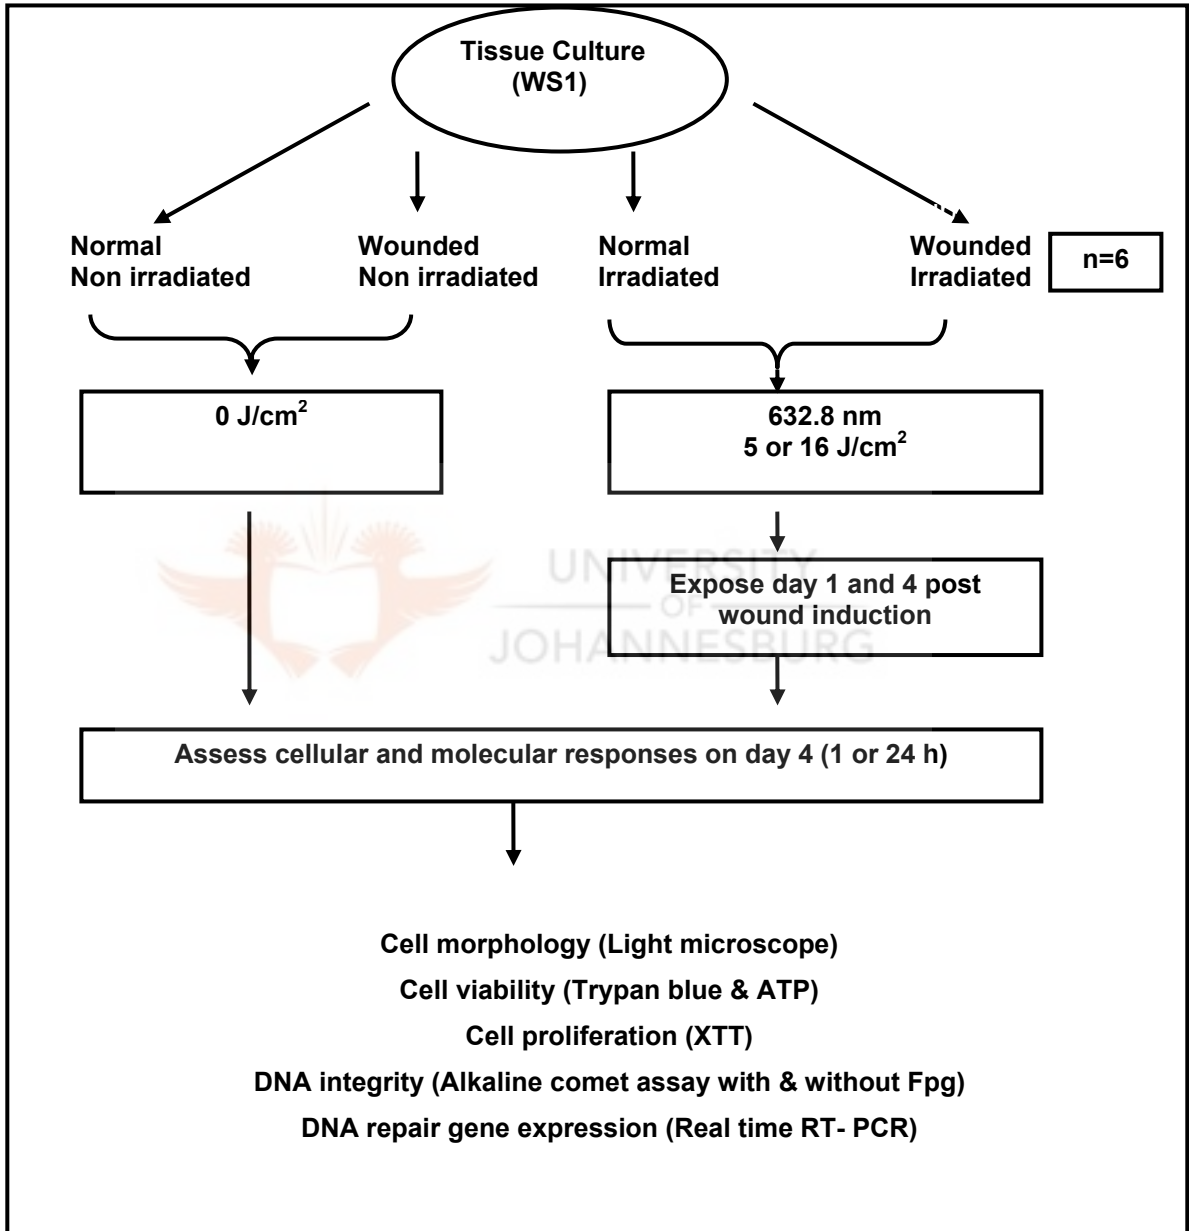 Tissue Culture
(WS1)
Normal
Non irradiated
Wounded
Non irradiated
Normal
Irradiated
Wounded
Irradiated
n=6
0 J/cm²
632.8 nm
5 or 16 J/cm²
UNIVERSITY
OF
JOHANNESBURG
Expose day 1 and 4 post
wound induction
Assess cellular and molecular responses on day 4 (1 or 24 h)
Cell morphology (Light microscope)
Cell viability (Trypan blue & ATP)
Cell proliferation (XTT)
DNA integrity (Alkaline comet assay with & without Fpg)
DNA repair gene expression (Real time RT- PCR)